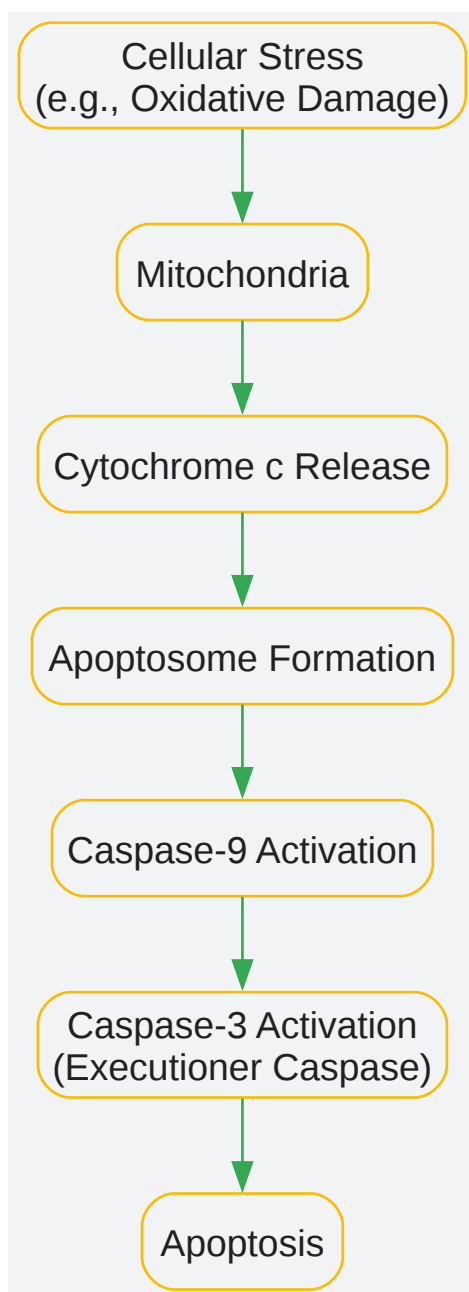 Cellular Stress
(e.g., Oxidative Damage)
Mitochondria
Cytochrome c Release
Apoptosome Formation
Caspase-9 Activation
Caspase-3 Activation
(Executioner Caspase)
Apoptosis